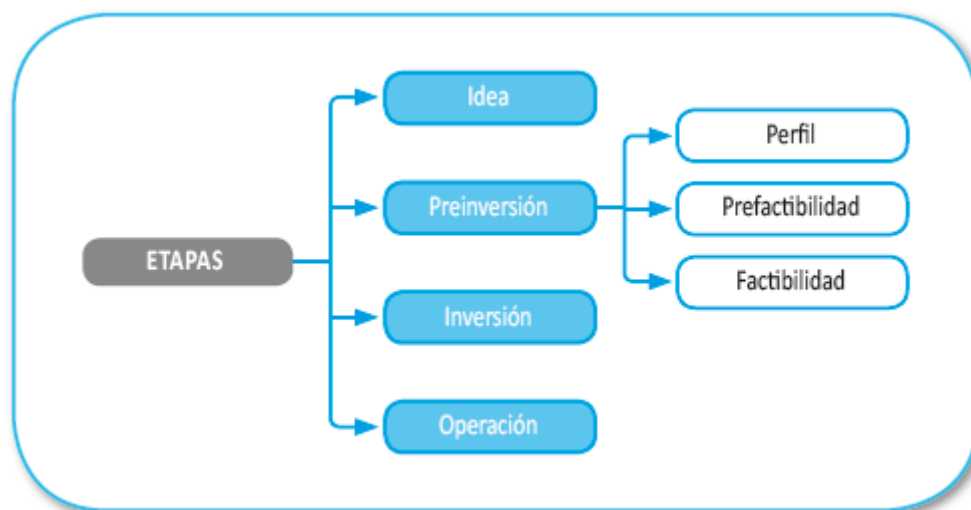 ETAPAS
Idea
Preinversión
Perfil
Prefactibilidad
Factibilidad
Inversión
Operación